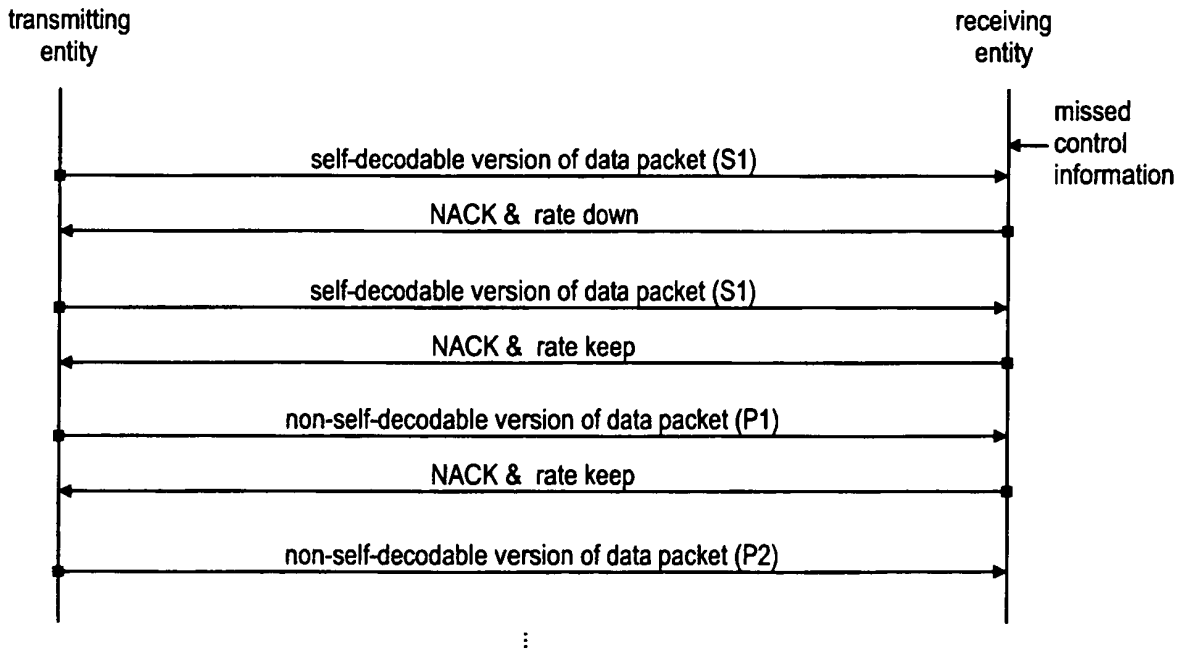 transmitting
entity
receiving
entity
missed
control
information
self-decodable version of data packet (S1)
NACK & rate down
self-decodable version of data packet (S1)
NACK & rate keep
non-self-decodable version of data packet (P1)
NACK & rate keep
non-self-decodable version of data packet (P2)
⋮